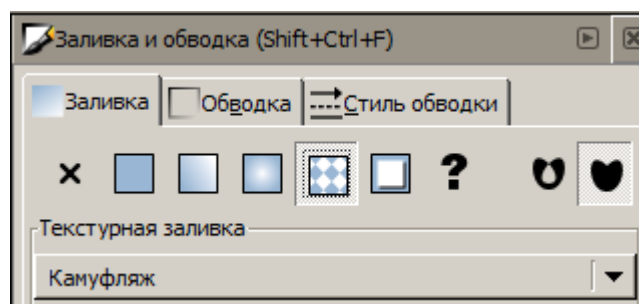 Заливка и обводка (Shift+Ctrl+F)
Заливка Обводка Стиль обводки
?
Текстурная заливка
Камуфляж